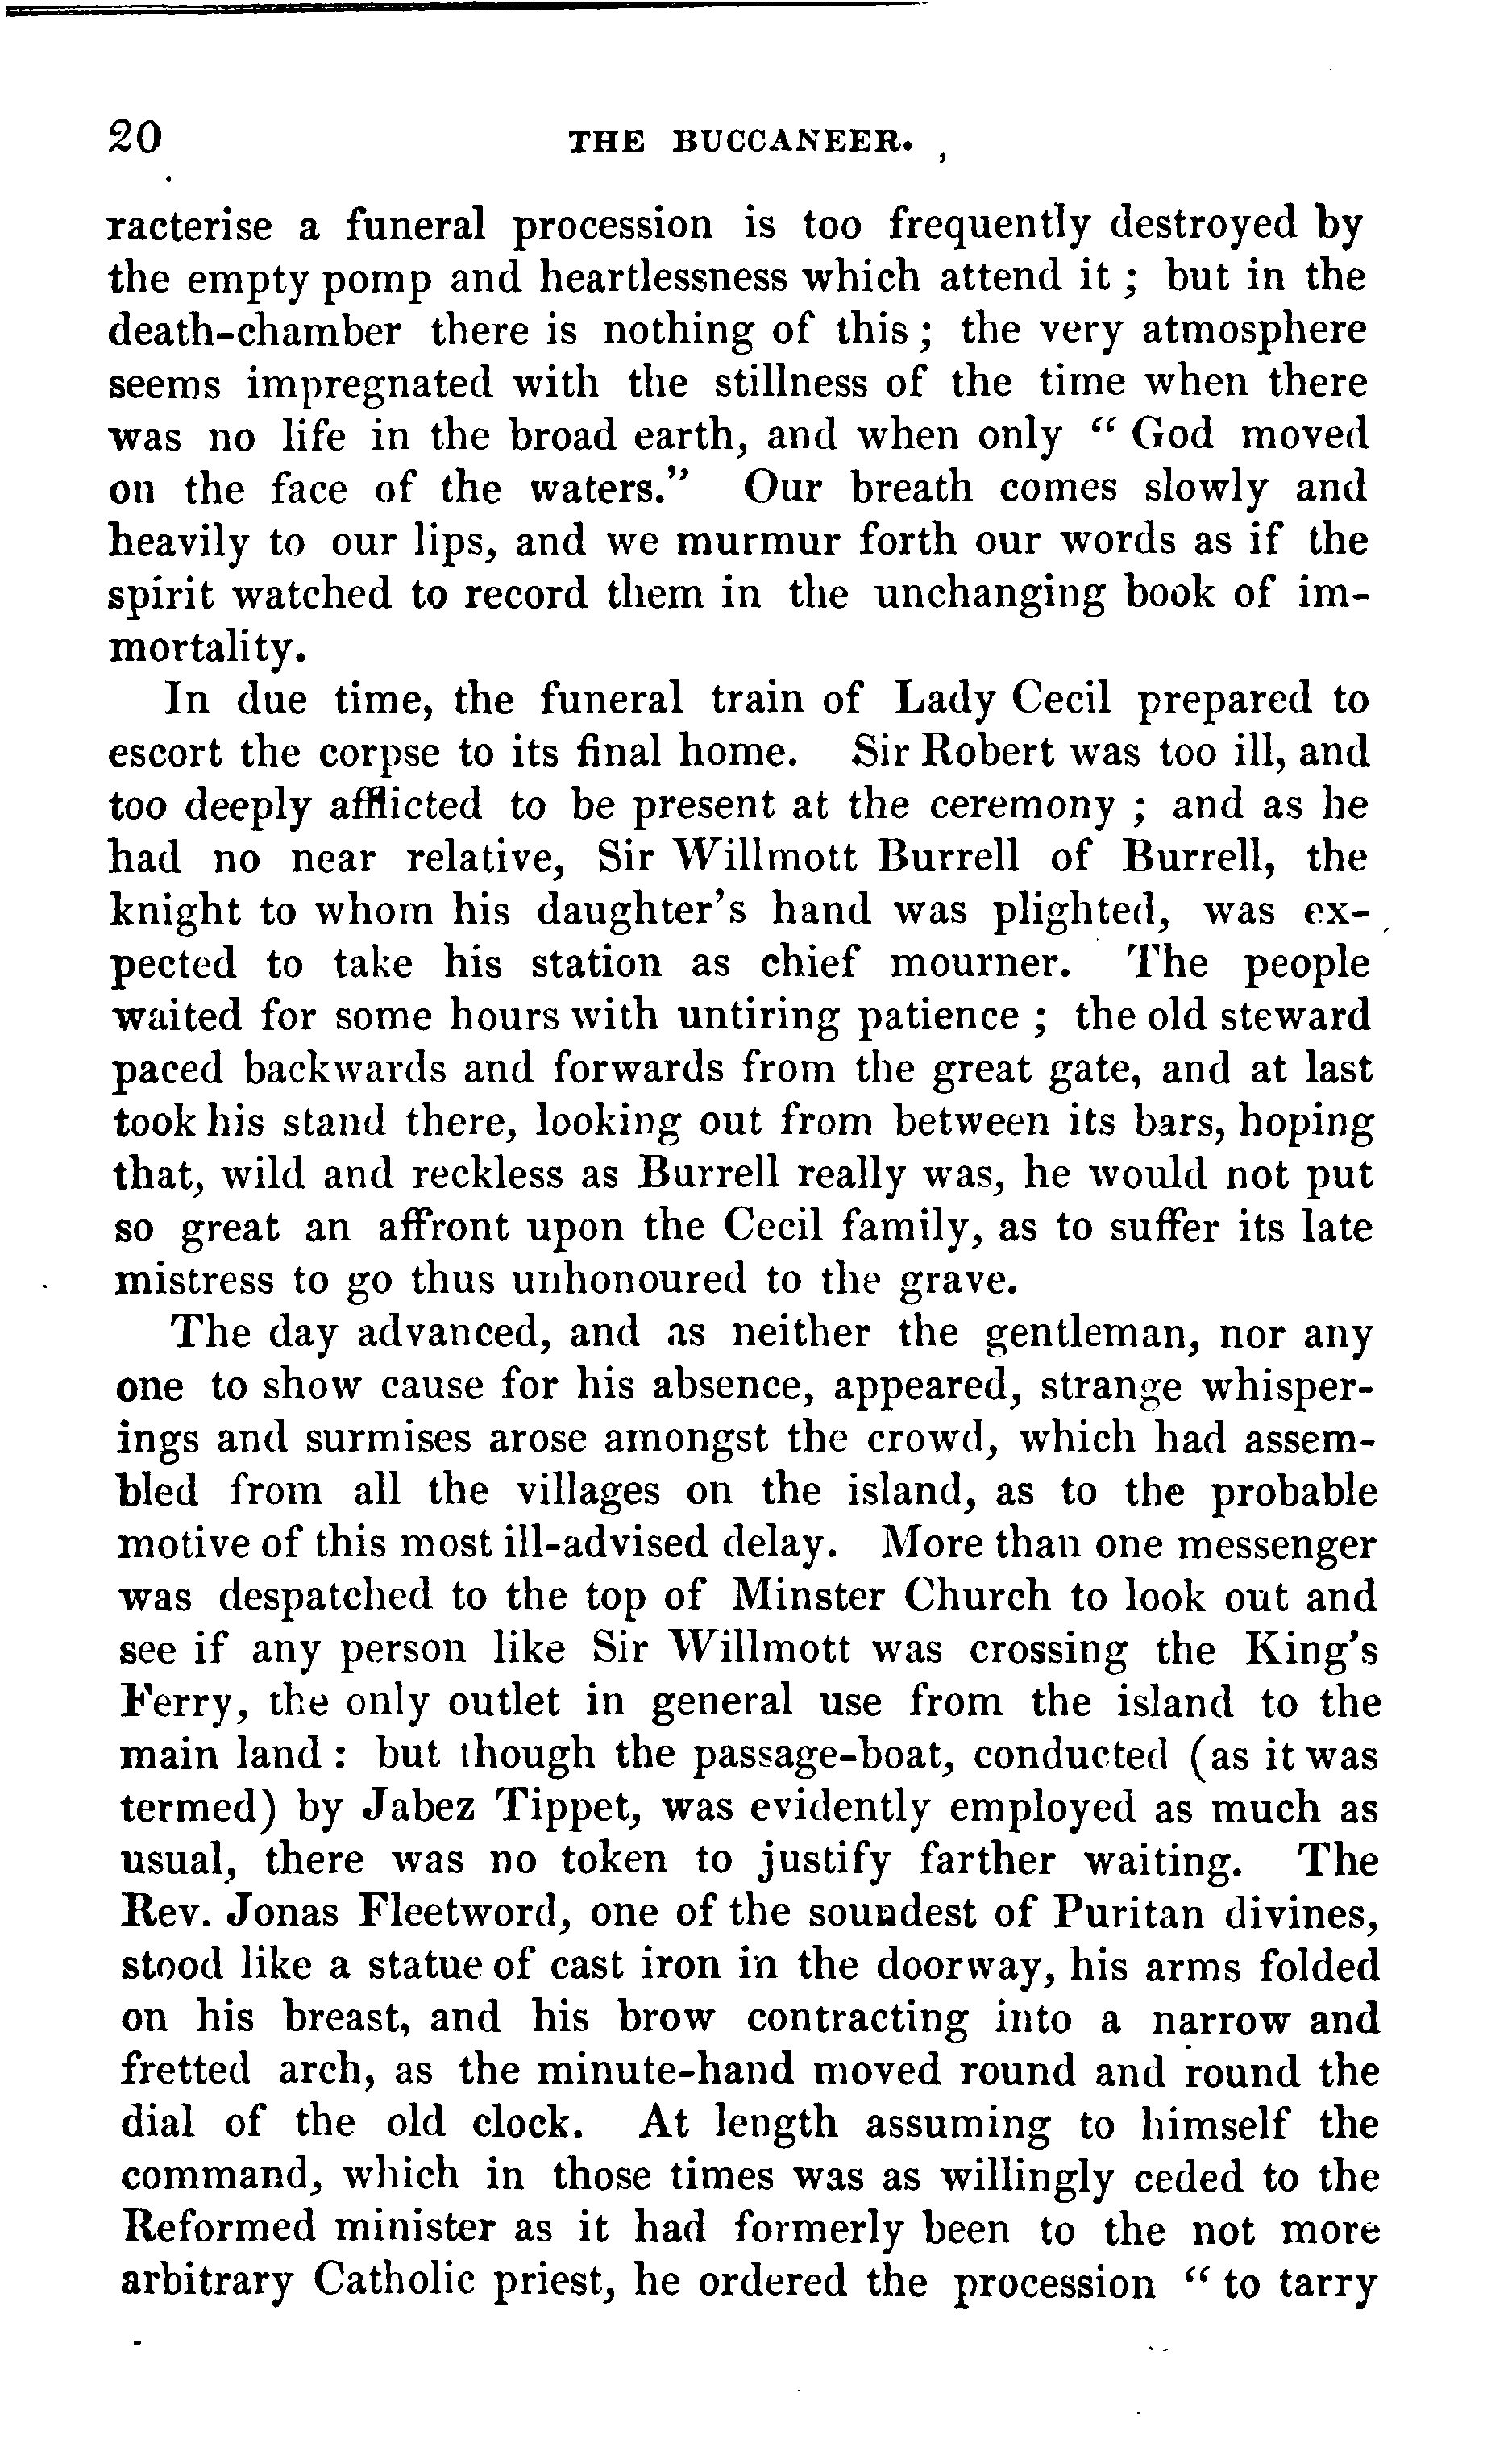 20 THE BUCCANEER.
racterise a funeral procession is too frequently destroyed by
the empty pomp and heartlessness which attend it ; but in the
death-chamber there is nothing of this ; the very atmosphere
seems impregnated with the stillness of the time when there
was no life in the broad earth, and when only “ God moved
on the face of the waters.” Our breath comes slowly and
heavily to our lips, and we murmur forth our words as if the
spirit watched to record them in the unchanging book of im-
mortality.
In due time, the funeral train of Lady Cecil prepared to
escort the corpse to its final home. Sir Robert was too ill, and
too deeply afflicted to be present at the ceremony ; and as he
had no near relative, Sir Willmott Burrell of Burrell, the
knight to whom his daughter’s hand was plighted, was ex-
pected to take his station as chief mourner. The people
waited for some hours with untiring patience ; the old steward
paced backwards and forwards from the great gate, and at last
took his stand there, looking out from between its bars, hoping
that, wild and reckless as Burrell really was, he would not put
so great an affront upon the Cecil family, as to suffer its late
mistress to go thus unhonoured to the grave.
The day advanced, and as neither the gentleman, nor any
one to show cause for his absence, appeared, strange whisper-
ings and surmises arose amongst the crowd, which had assem-
bled from all the villages on the island, as to the probable
motive of this most ill-advised delay. More than one messenger
was despatched to the top of Minster Church to look out and
see if any person like Sir Willmott was crossing the King’s
Ferry, the only outlet in general use from the island to the
main land : but though the passage-boat, conducted (as it was
termed) by Jabez Tippet, was evidently employed as much as
usual, there was no token to justify farther waiting. The
Rev. Jonas Fleetword, one of the soundest of Puritan divines,
stood like a statue of cast iron in the doorway, his arms folded
on his breast, and his brow contracting into a narrow and
fretted arch, as the minute-hand moved round and round the
dial of the old clock. At length assuming to himself the
command, which in those times was as willingly ceded to the
Reformed minister as it had formerly been to the not more
arbitrary Catholic priest, he ordered the procession “ to tarry